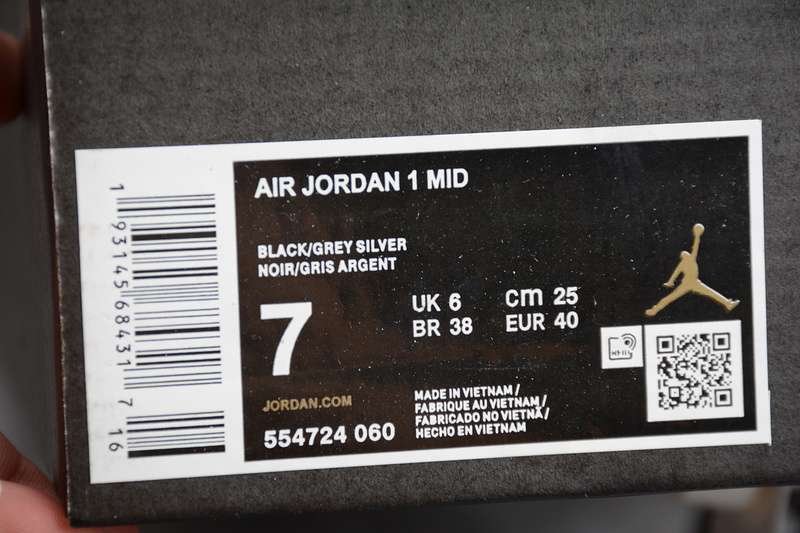 AIR JORDAN 1 MID
BLACK/GREY SILVER
NOIR/GRIS ARGENT
7
UK 6 cm 25
BR 38 EUR 40
JORDAN.COM
554724 060
MADE IN VIETNAM /
FABRIQUE AU VIETNAM /
FABRICADO NO VIETNÃ /
HECHO EN VIETNAM
1 93145 68431 7 16